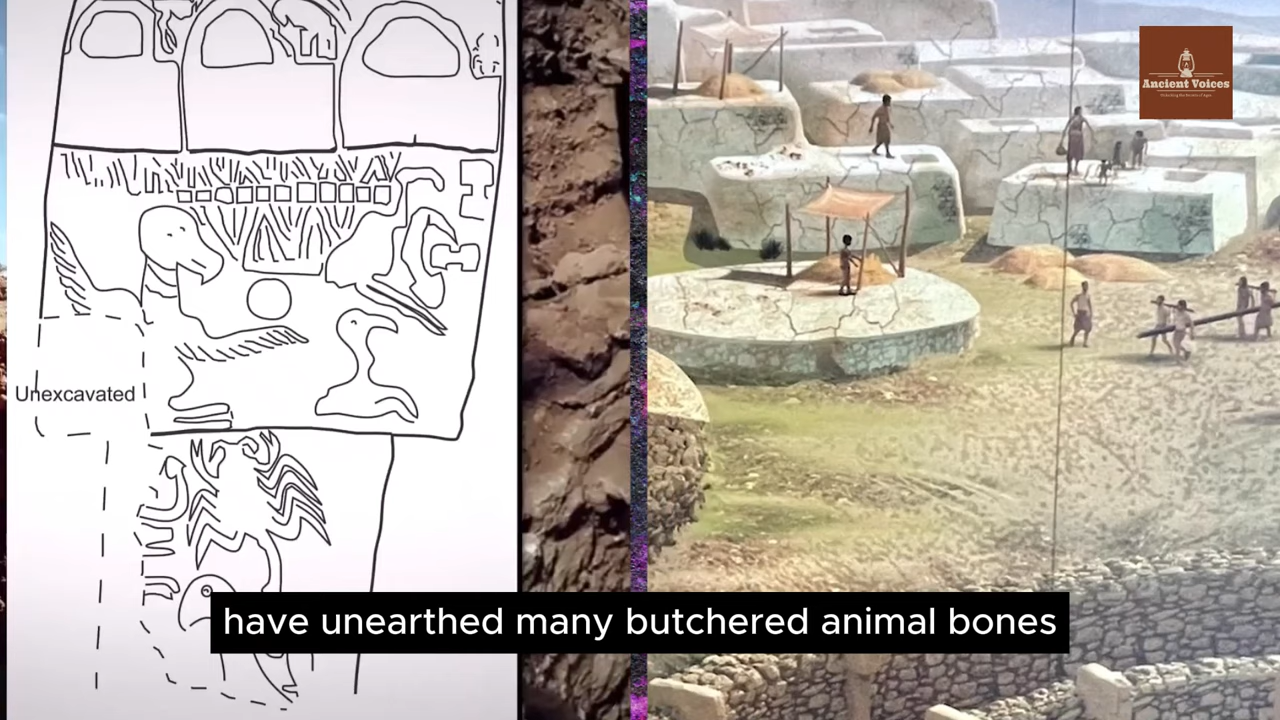 Ancient Voices
Unexcavated
have unearthed many butchered animal bones